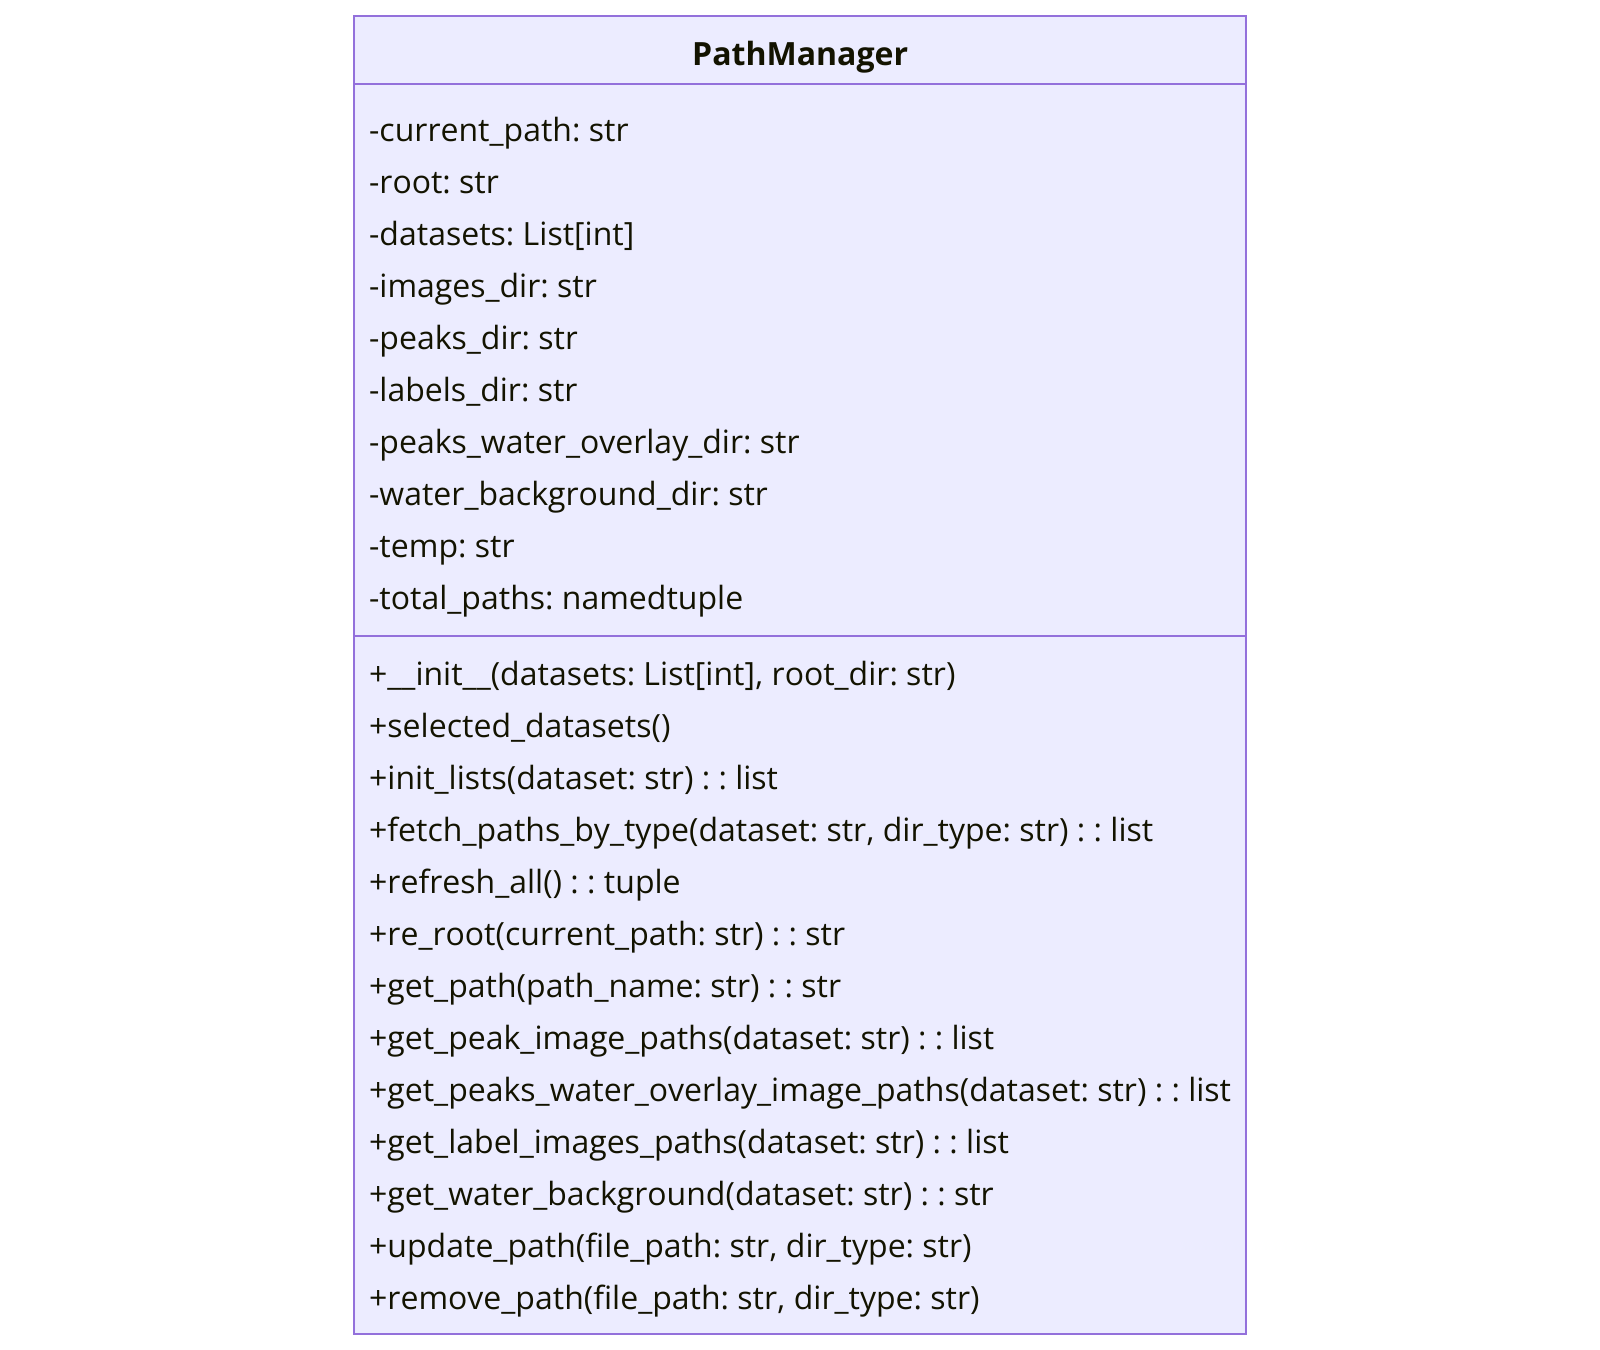 PathManager
-current_path: str
-root: str
-datasets: List[int]
-images_dir: str
-peaks_dir: str
-labels_dir: str
-peaks_water_overlay_dir: str
-water_background_dir: str
-temp: str
-total_paths: namedtuple
+__init__(datasets: List[int], root_dir: str)
+selected_datasets()
+init_lists(dataset: str) : : list
+fetch_paths_by_type(dataset: str, dir_type: str) : : list
+refresh_all() : : tuple
+re_root(current_path: str) : : str
+get_path(path_name: str) : : str
+get_peak_image_paths(dataset: str) : : list
+get_peaks_water_overlay_image_paths(dataset: str) : : list
+get_label_images_paths(dataset: str) : : list
+get_water_background(dataset: str) : : str
+update_path(file_path: str, dir_type: str)
+remove_path(file_path: str, dir_type: str)